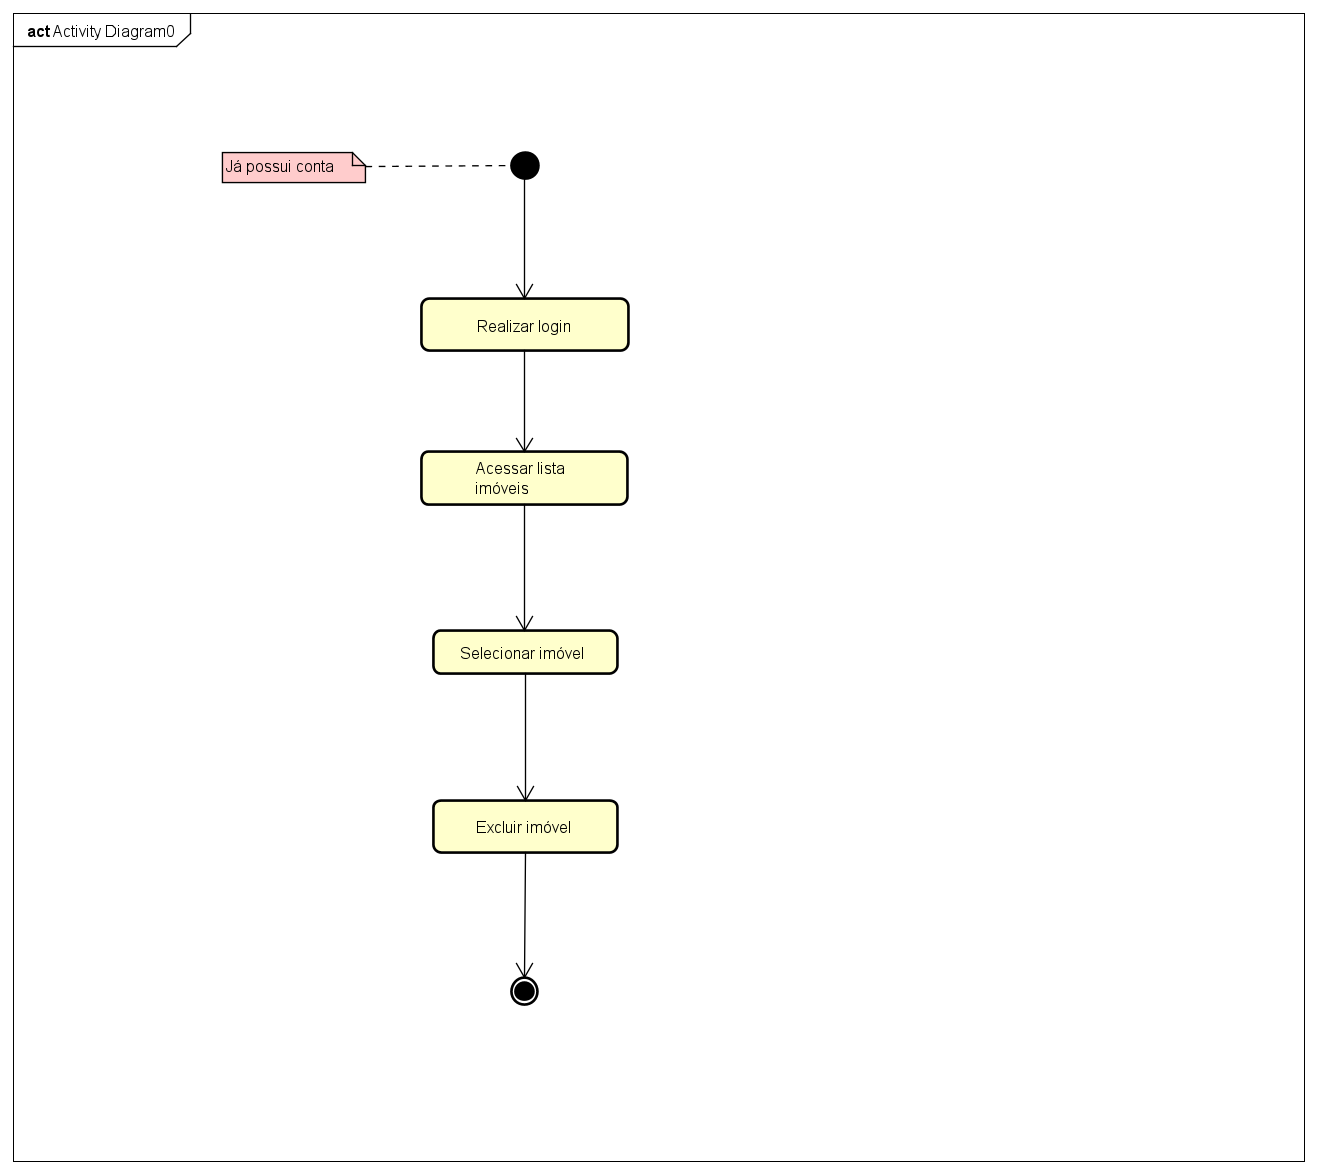 act Activity Diagram0
Já possui conta
Realizar login
Acessar lista
imóveis
Selecionar imóvel
Excluir imóvel